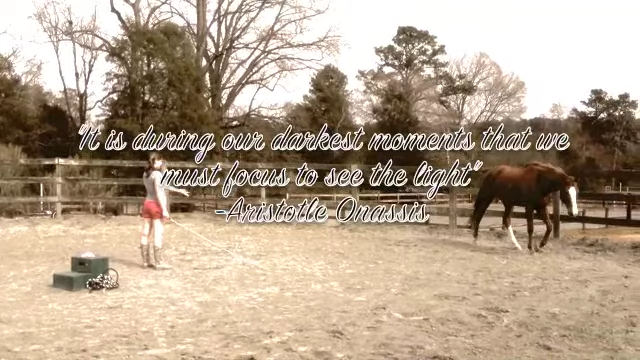 "It is during our darkest moments that we
must focus to see the light"
-Aristotle Onassis